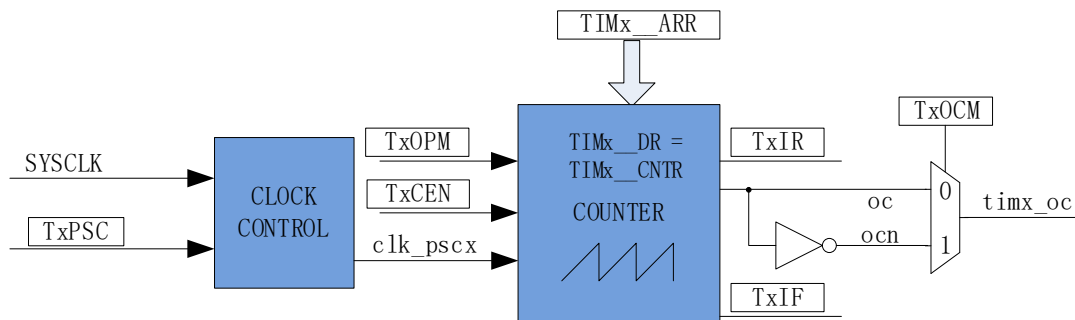 TIMx__ARR
SYSCLK
TxPSC
CLOCK
CONTROL
TxOPM
TxCEN
clk_pscx
TIMx__DR =
TIMx__CNTR
COUNTER
TxIR
TxIF
TxOCM
oc
ocn
0
1
timx_oc